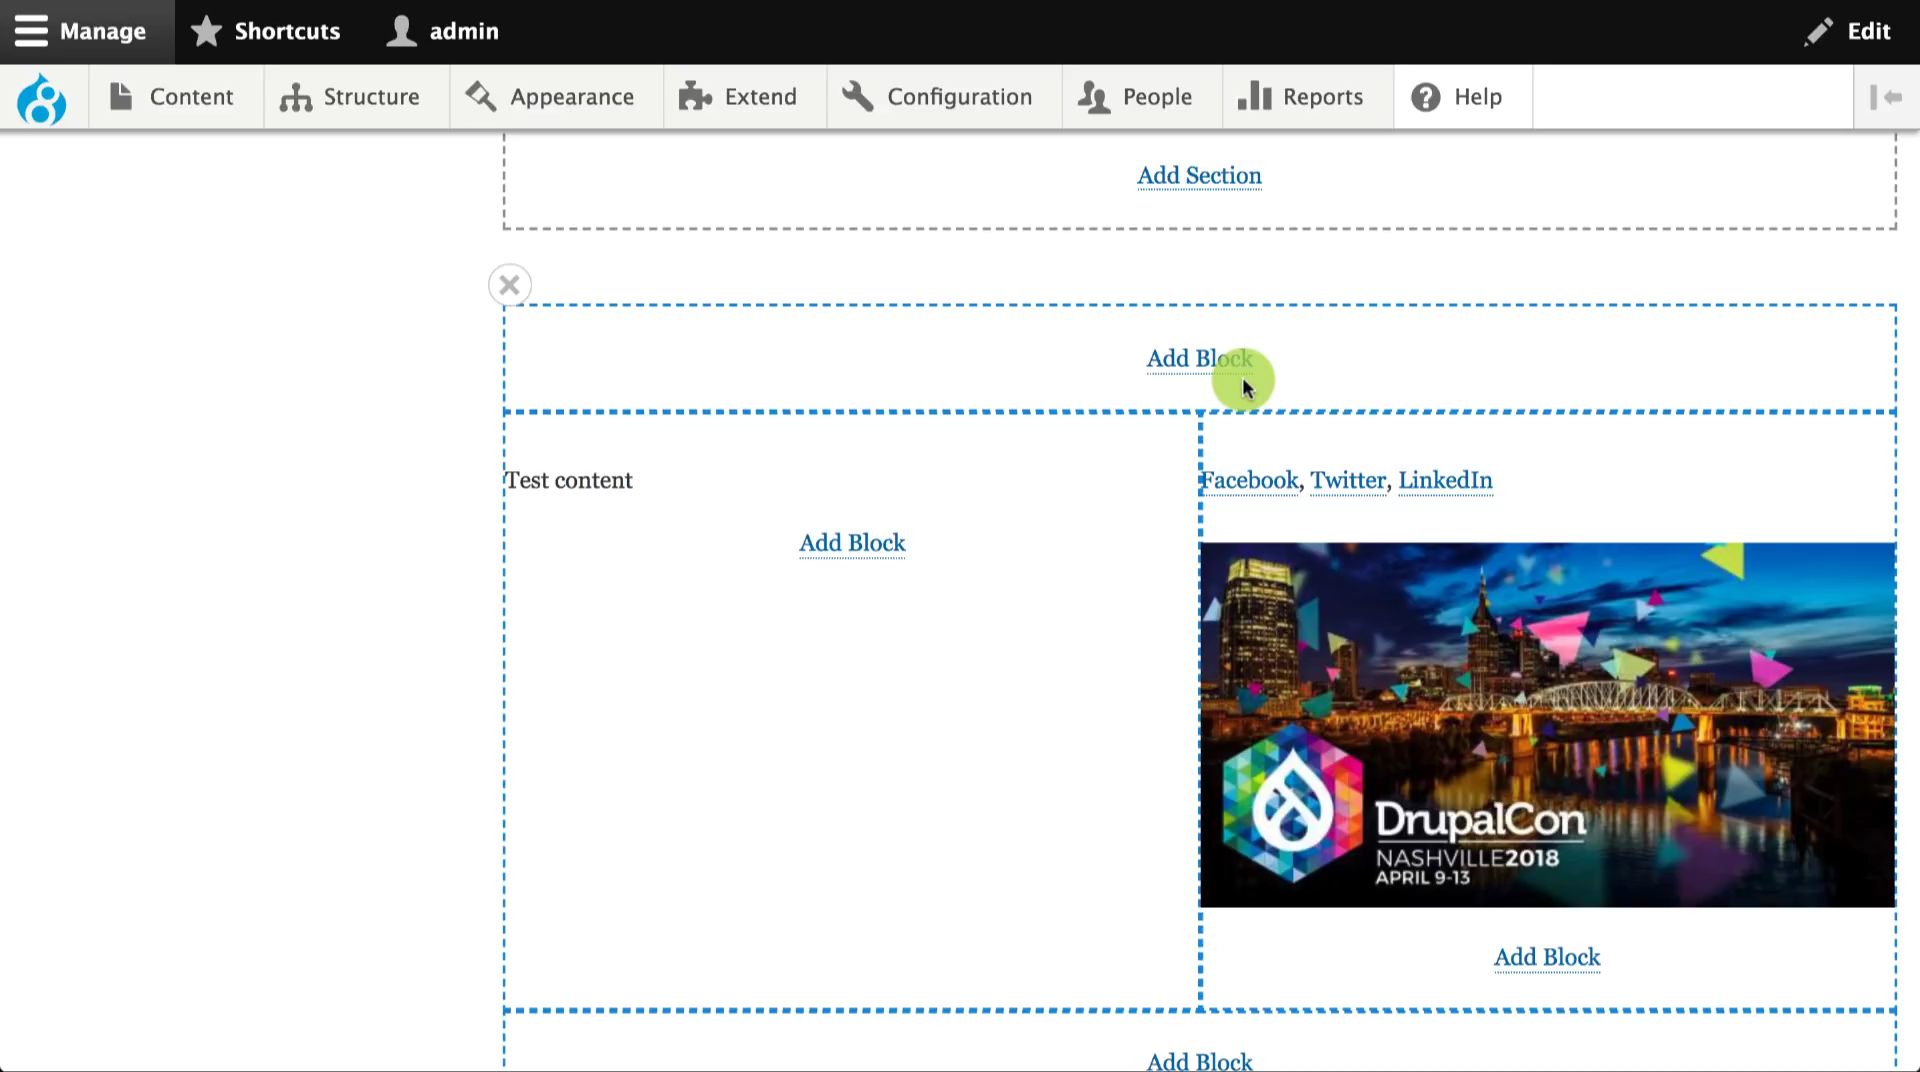 Manage Shortcuts admin Edit
Content Structure Appearance Extend Configuration People Reports Help
Add Section
Add Block
Test content
Facebook, Twitter, LinkedIn
Add Block
DrupalCon
NASHVILLE2018
APRIL 9-13
Add Block
Add Block